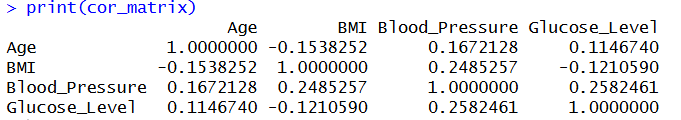 > print(cor_matrix)
Age BMI Blood_Pressure Glucose_Level
Age 1.0000000 -0.1538252 0.1672128 0.1146740
BMI -0.1538252 1.0000000 0.2485257 -0.1210590
Blood_Pressure 0.1672128 0.2485257 1.0000000 0.2582461
Glucose_Level 0.1146740 -0.1210590 0.2582461 1.0000000